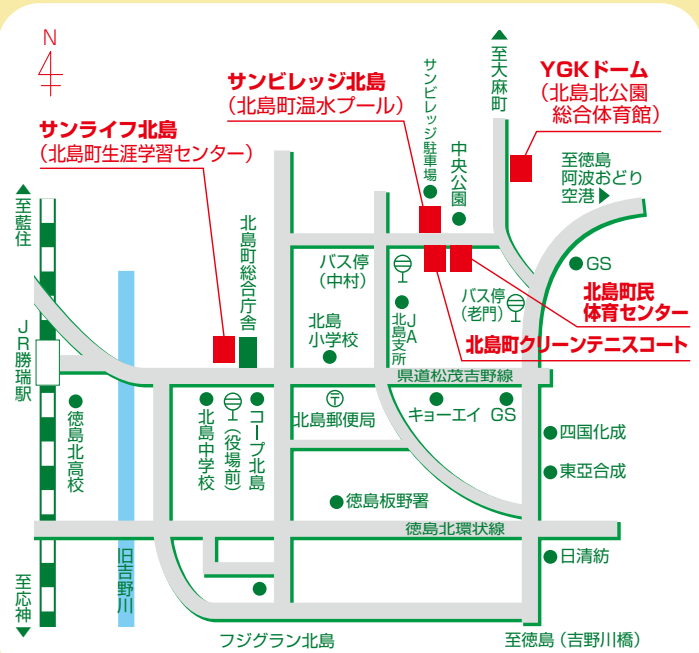 N
サンライフ北島
（北島町生涯学習センター）
サンビレッジ北島
（北島町温水プール）
サンビレッジ駐車場
中央公園
至大麻町
YGKドーム
（北島北公園
総合体育館）
至徳島
阿波おどり
空港
GS
至藍住
JR勝瑞駅
北島町総合庁舎
バス停
（中村）
JA
北島支所
バス停
（老門）
北島町民
体育センター
北島町クリーンテニスコート
北島
小学校
県道松茂吉野線
徳島北高校
北島中学校
（役場前）
コープ北島
〒
北島郵便局
キョーエイ
GS
四国化成
東亞合成
徳島板野署
徳島北環状線
日清紡
旧吉野川
至応神
フジグラン北島
至徳島（吉野川橋）